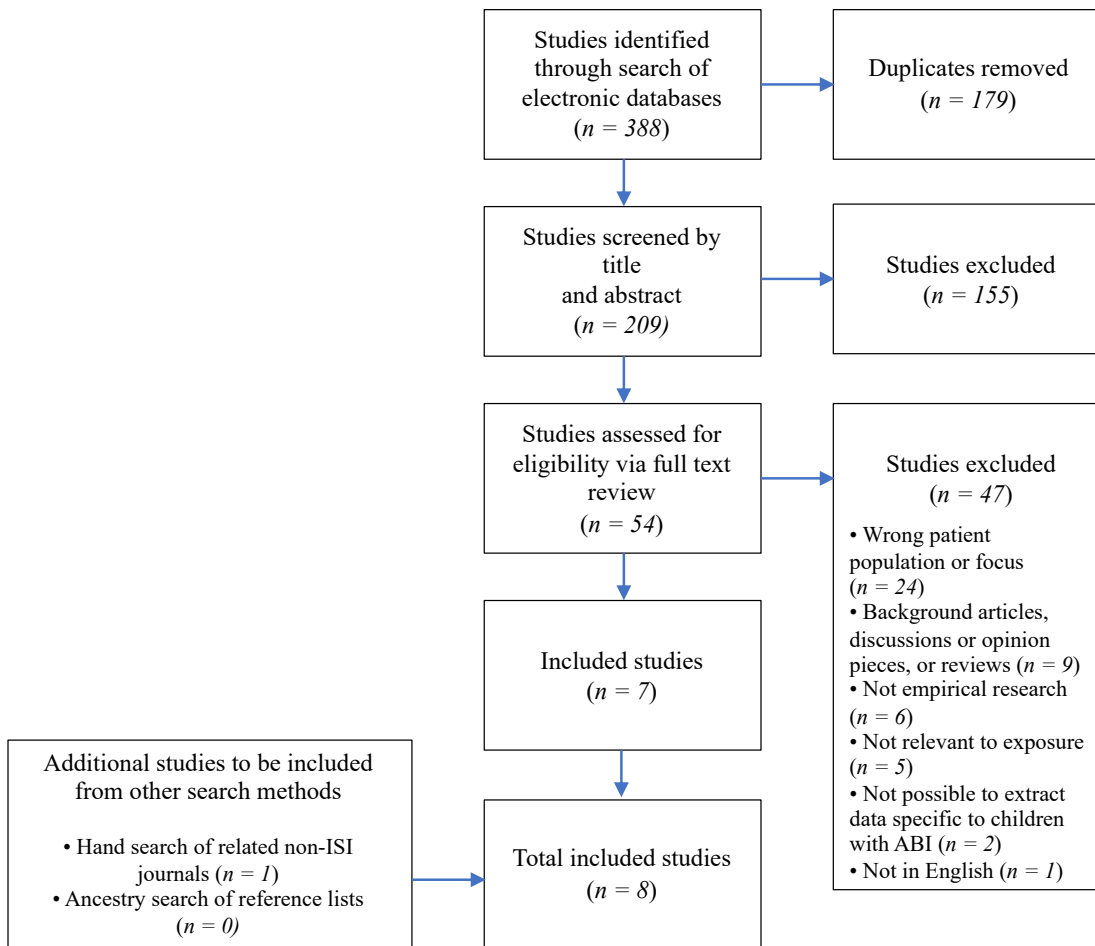 Studies identified
through search of
electronic databases
(n = 388)
Duplicates removed
(n = 179)
Studies screened by
title
and abstract
(n = 209)
Studies excluded
(n = 155)
Studies assessed for
eligibility via full text
review
(n = 54)
Studies excluded
(n = 47)
• Wrong patient
population or focus
(n = 24)
• Background articles,
discussions or opinion
pieces, or reviews (n = 9)
• Not empirical research
(n = 6)
• Not relevant to exposure
(n = 5)
• Not possible to extract
data specific to children
with ABI (n = 2)
• Not in English (n = 1)
Included studies
(n = 7)
Additional studies to be included
from other search methods
• Hand search of related non-ISI
journals (n = 1)
• Ancestry search of reference lists
(n = 0)
Total included studies
(n = 8)